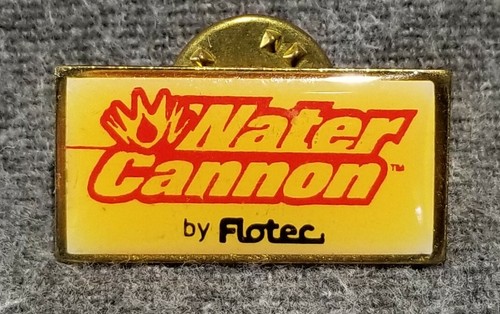 Water
Cannon™
by Flotec